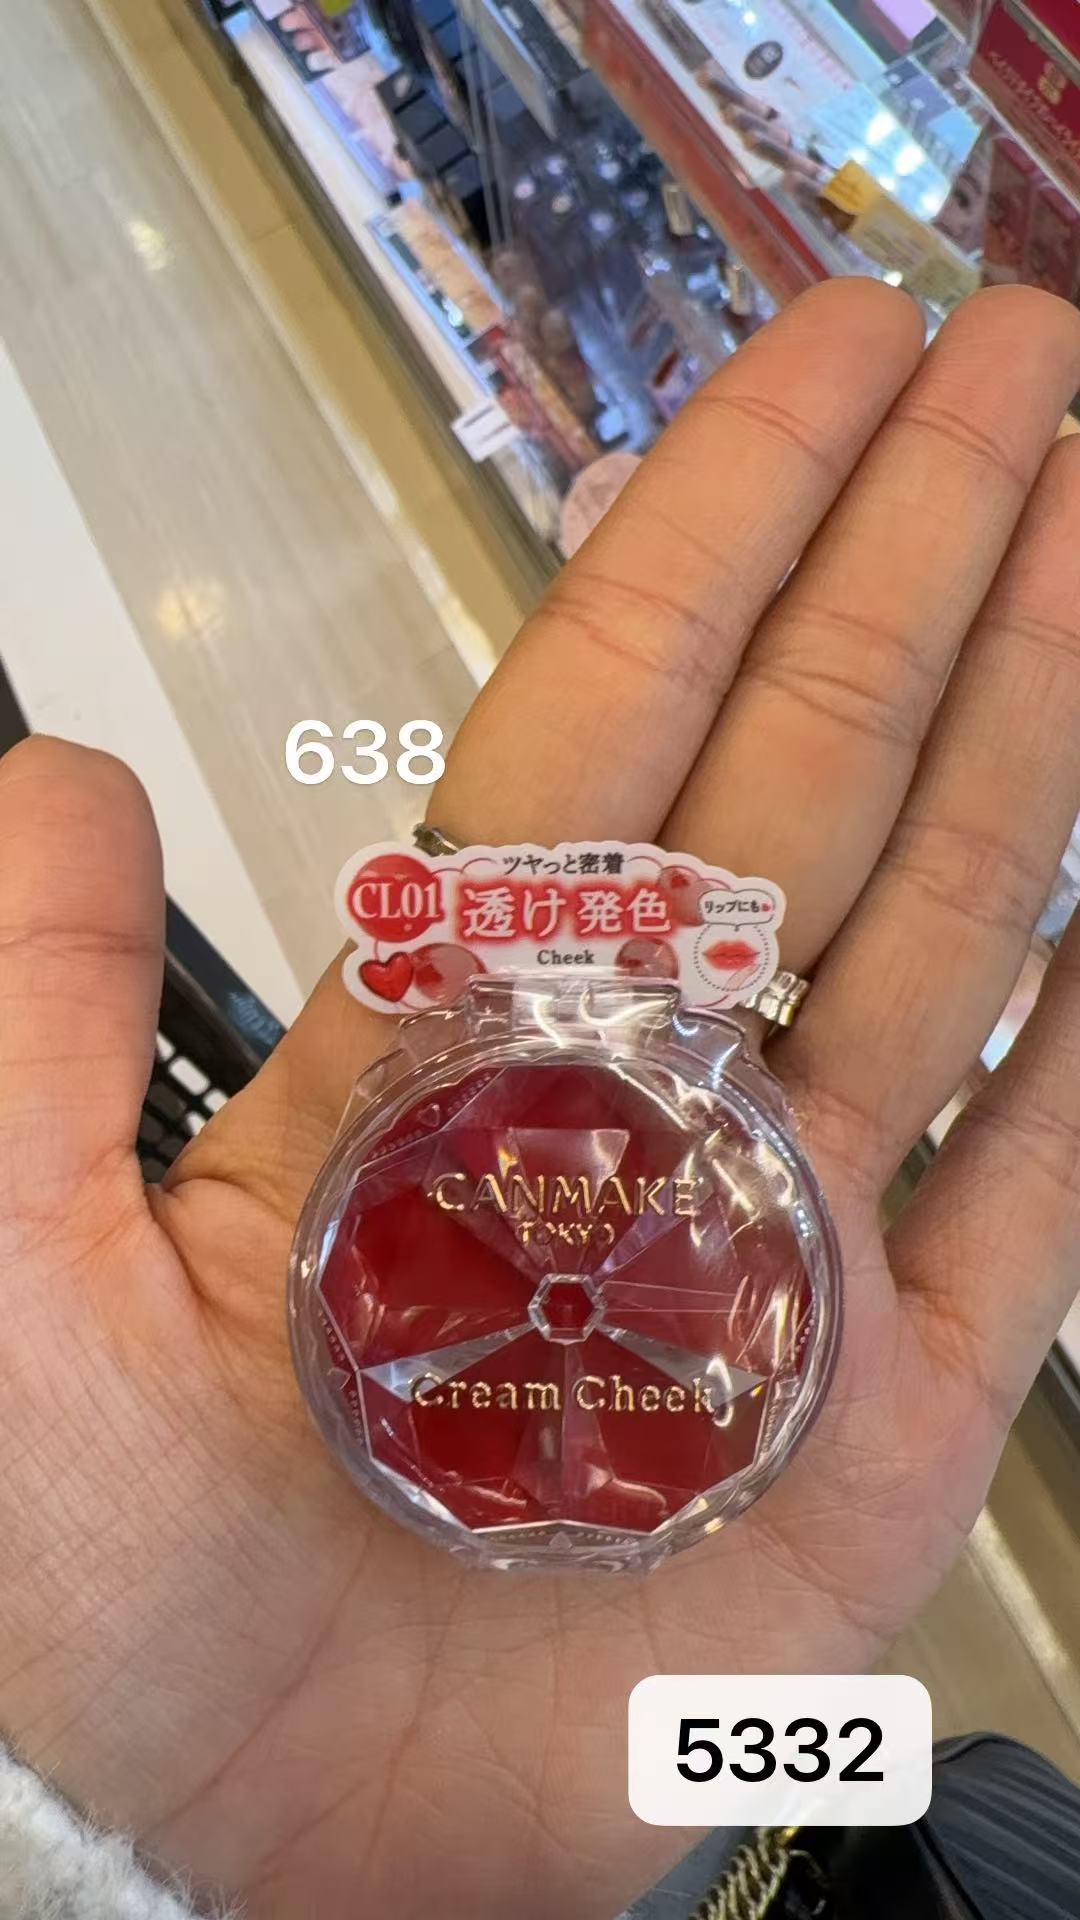 638
ツヤっと密着
CL01
透け発色
リップにも
Cheek
CANMAKE
TOKYO
Cream Cheek
5332